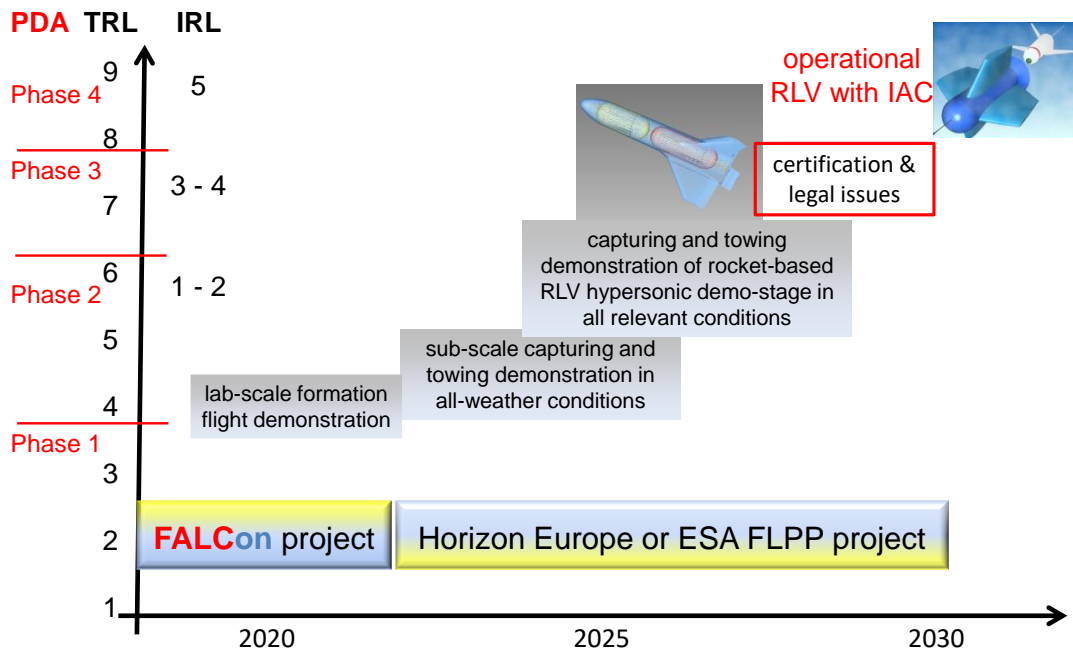 PDA TRL IRL
9
Phase 4
5
8
Phase 3
3 - 4
7
6
Phase 2
1 - 2
5
4
Phase 1
3
2
1
operational
RLV with IAC
certification &
legal issues
capturing and towing
demonstration of rocket-based
RLV hypersonic demo-stage in
all relevant conditions
sub-scale capturing and
towing demonstration in
all-weather conditions
lab-scale formation
flight demonstration
FALCon project
Horizon Europe or ESA FLPP project
2020
2025
2030